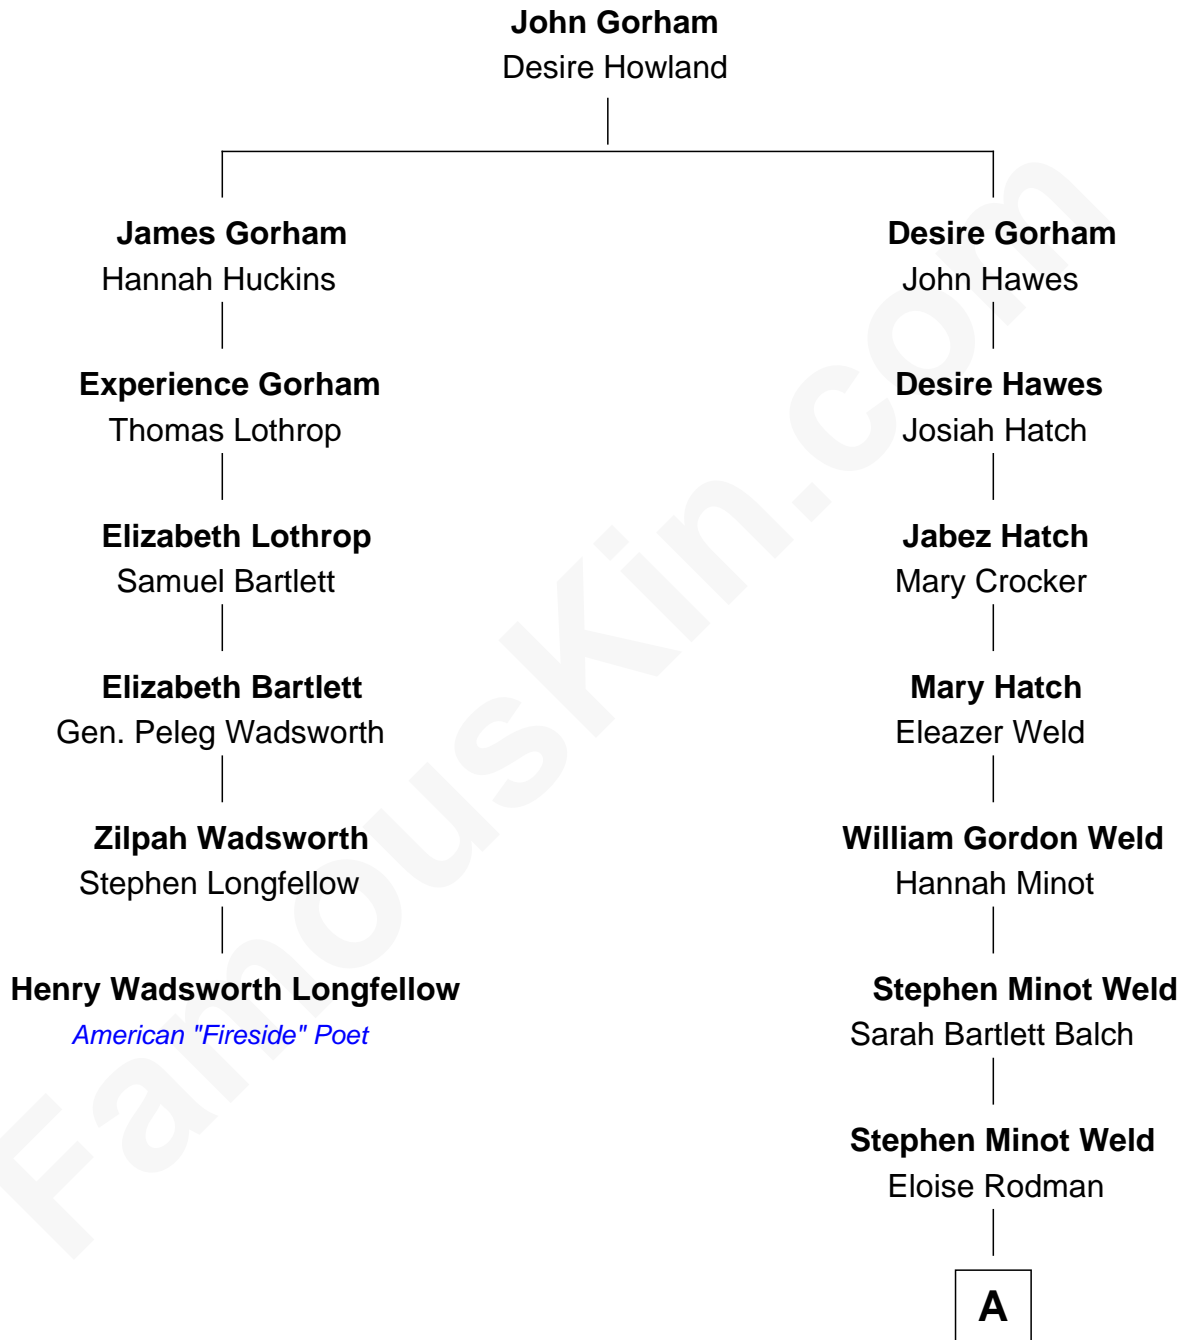 John Gorham
Desire Howland
James Gorham
Hannah Huckins
Experience Gorham
Thomas Lothrop
Elizabeth Lothrop
Samuel Bartlett
Elizabeth Bartlett
Gen. Peleg Wadsworth
Zilpah Wadsworth
Stephen Longfellow
Henry Wadsworth Longfellow
American "Fireside" Poet
Desire Gorham
John Hawes
Desire Hawes
Josiah Hatch
Jabez Hatch
Mary Crocker
Mary Hatch
Eleazer Weld
William Gordon Weld
Hannah Minot
Stephen Minot Weld
Sarah Bartlett Balch
Stephen Minot Weld
Eloise Rodman
A
FamousKin.com